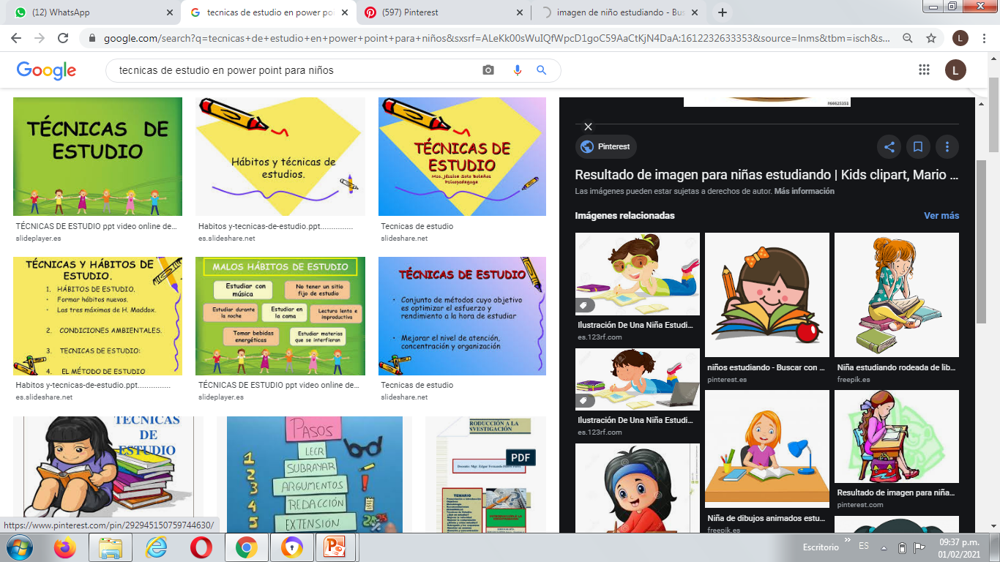 (12) WhatsApp
tecnicas de estudio en power poi
(597) Pinterest
imagen de niño estudiando - Bus
google.com/search?q=tecnicas+de+estudio+en+power+point+para+niños&sxsrf=ALeKk00sWuIQfWpcD1goC59AaCtKjN4DaA:1612232633353&source=lnms&tbm=isch&s...
L
Google
tecnicas de estudio en power point para niños
L
TÉCNICAS DE
ESTUDIO
TÉCNICAS DE ESTUDIO ppt video online de...
slideplayer.es
Hábitos y técnicas de
estudios.
Habitos y-tecnicas-de-estudio.ppt...............
es.slideshare.net
TÉCNICAS DE
ESTUDIO
Msc. Jéssica Soto Bolaños
Psicopedagoga
Tecnicas de estudio
slideshare.net
966625351
Pinterest
Resultado de imagen para niñas estudiando | Kids clipart, Mario ...
Las imágenes pueden estar sujetas a derechos de autor. Más información
Imágenes relacionadas
Ver más
TÉCNICAS Y HÁBITOS DE
ESTUDIO.
1. HÁBITOS DE ESTUDIO.
• Formar hábitos nuevos.
• Las tres máximas de H. Maddox.
2. CONDICIONES AMBIENTALES.
3. TECNICAS DE ESTUDIO:
4. EL MÉTODO DE ESTUDIO
Habitos y-tecnicas-de-estudio.ppt...............
es.slideshare.net
MALOS HÁBITOS DE ESTUDIO
Estudiar con
música
No tener un sitio
fijo de estudio
Estudiar durante
la noche
Estudiar en
la cama
Lectura lenta e
improductiva
Tomar bebidas
energéticas
Estudiar materias
que se interfieran
TÉCNICAS DE ESTUDIO ppt video online de...
slideplayer.es
TÉCNICAS DE ESTUDIO
• Conjunto de métodos cuyo objetivo
es optimizar el esfuerzo y
rendimiento a la hora de estudiar
• Mejorar el nivel de atención,
concentración y organización
Tecnicas de estudio
slideshare.net
Ilustración De Una Niña Estudi...
es.123rf.com
niños estudiando - Buscar con ...
pinterest.es
Niña estudiando rodeada de lib...
freepik.es
Ilustración De Una Niña Estudi...
es.123rf.com
Niña de dibujos animados estu...
freepik.es
Resultado de imagen para niña...
pinterest.com
TECNICAS
DE
ESTUDIO
PASOS
1 LEER
2 SUBRAYAR
3 ARGUMENTOS
4 REDACCIÓN
5 EXTENSIÓN
RODUCCIÓN A LA
NVESTIGACIÓN
PDF
TEMARIO
https://www.pinterest.com/pin/292945150759744630/
Escritorio
ES
09:37 p.m.
01/02/2021